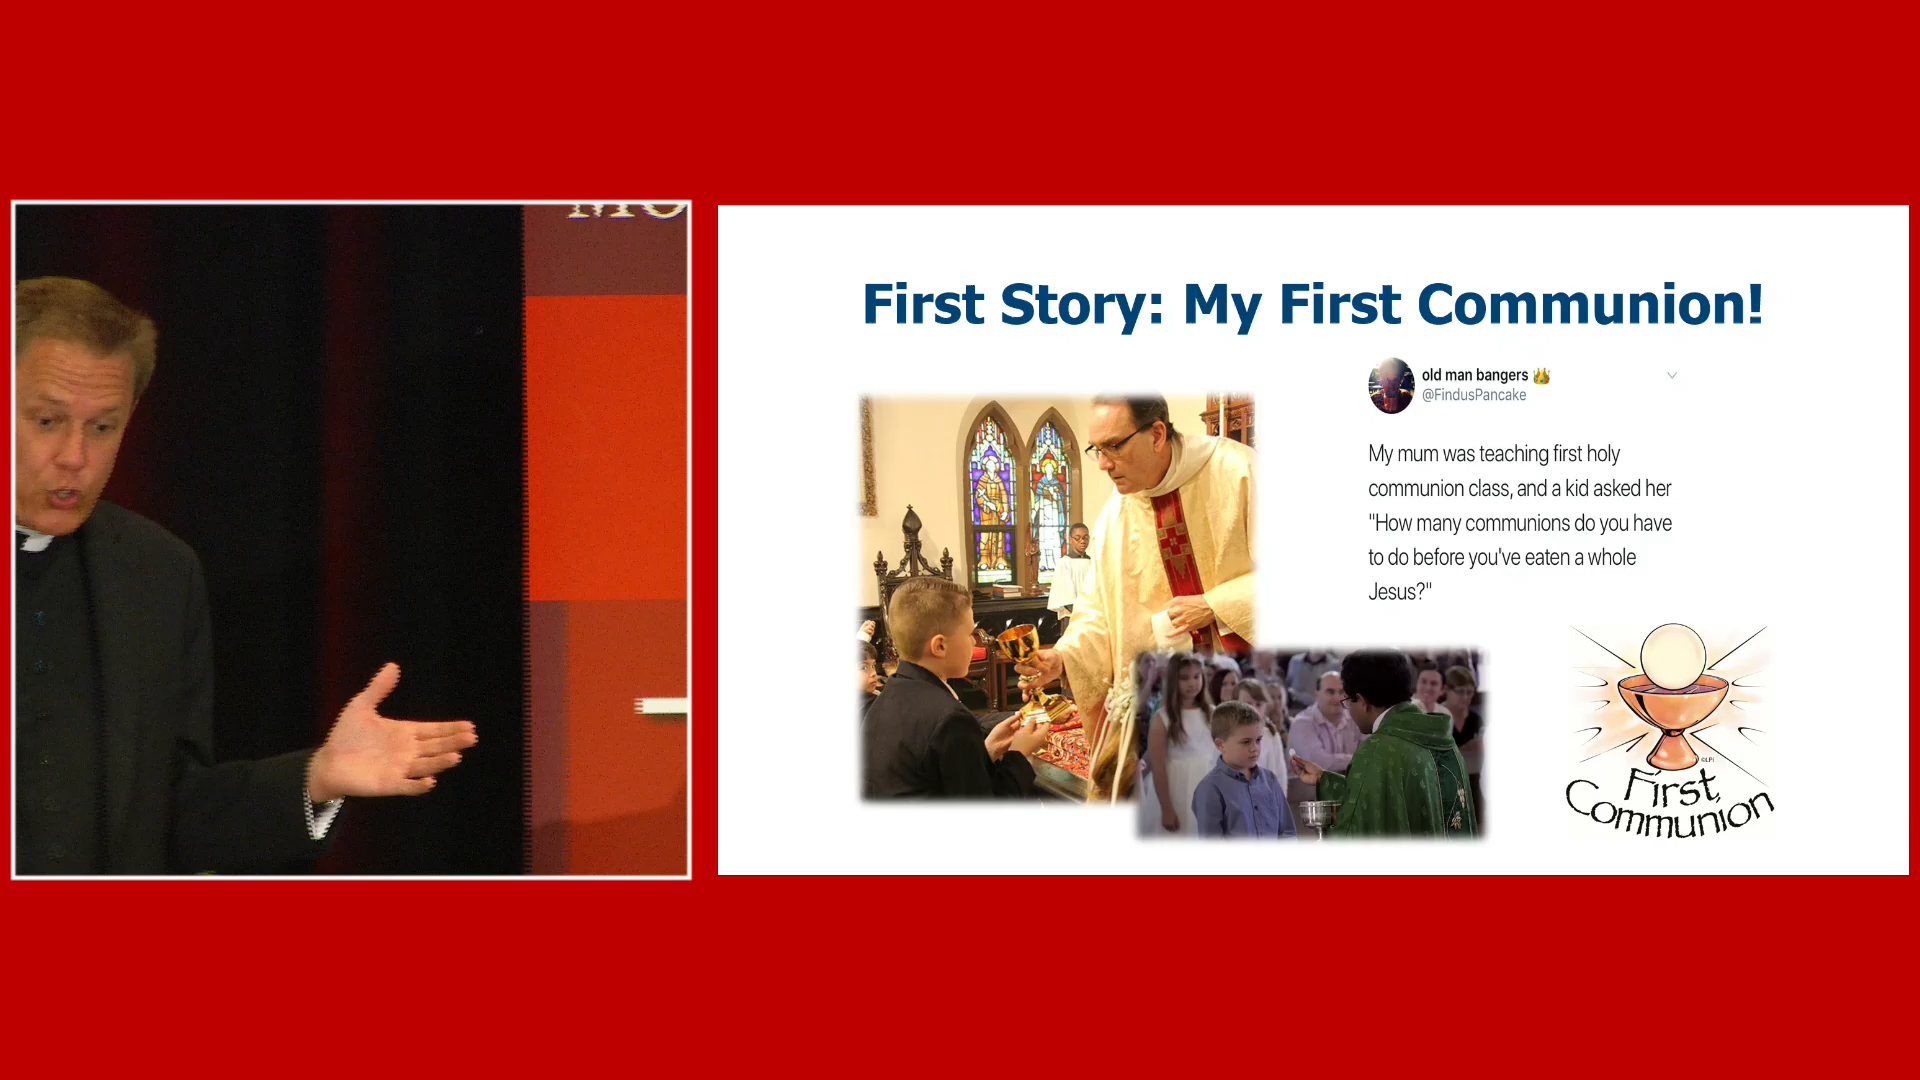 First Story: My First Communion!
old man bangers
@FindusPancake
My mum was teaching first holy
communion class, and a kid asked her
"How many communions do you have
to do before you've eaten a whole
Jesus?"
©LPi
First
Communion